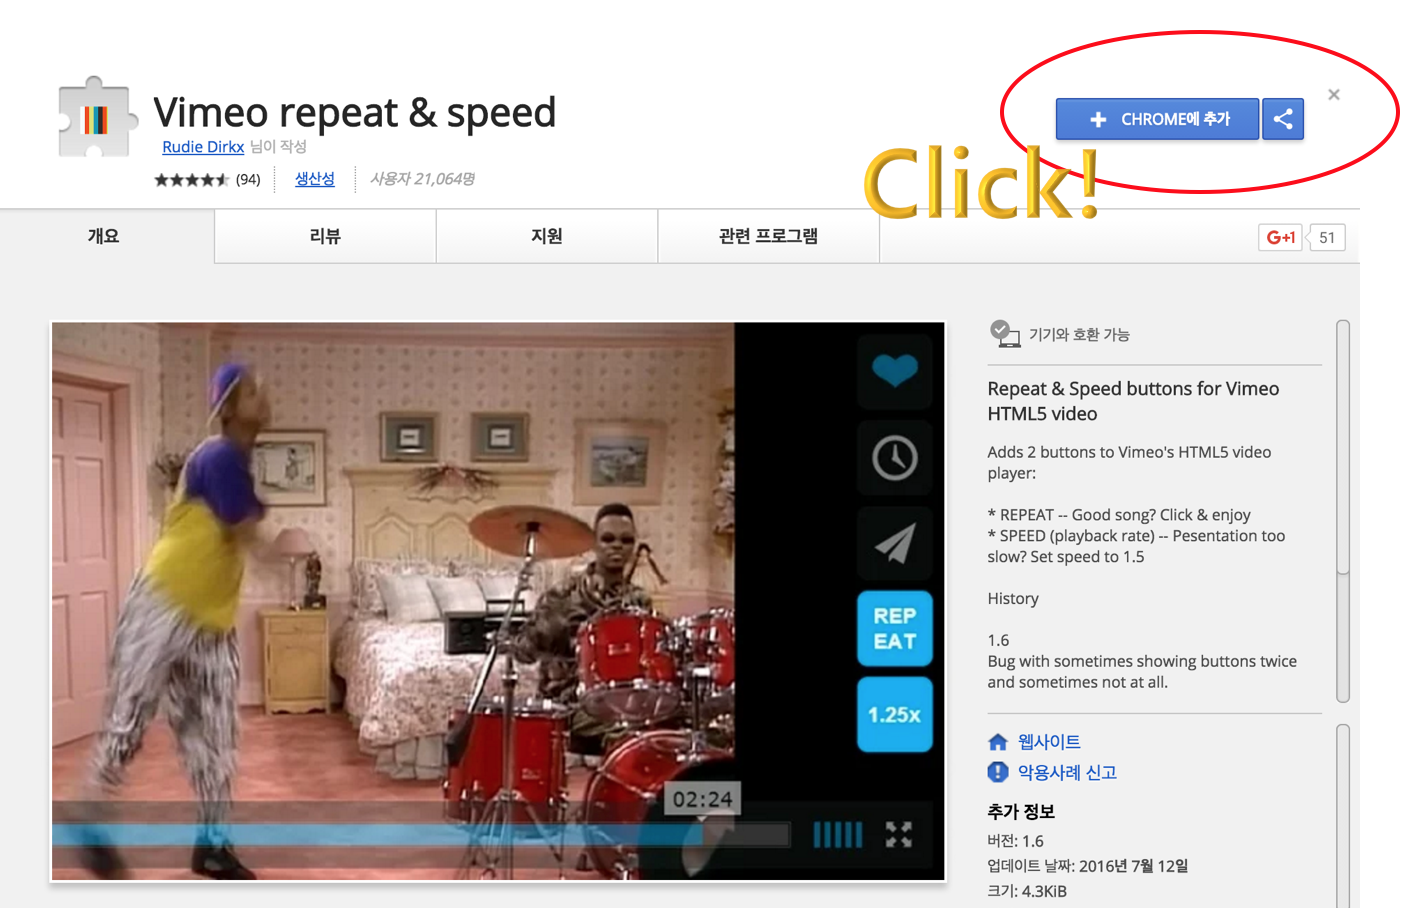 Vimeo repeat & speed
Rudie Dirkx 님이 작성
(94)
생산성
사용자 21,064명
CHROME에 추가
Click!
개요
리뷰
지원
관련 프로그램
G+1
51
REP
EAT
1.25x
02:24
기기와 호환 가능
Repeat & Speed buttons for Vimeo
HTML5 video
Adds 2 buttons to Vimeo's HTML5 video
player:
* REPEAT -- Good song? Click & enjoy
* SPEED (playback rate) -- Pesentation too
slow? Set speed to 1.5
History
1.6
Bug with sometimes showing buttons twice
and sometimes not at all.
웹사이트
악용사례 신고
추가 정보
버전: 1.6
업데이트 날짜: 2016년 7월 12일
크기: 4.3KiB